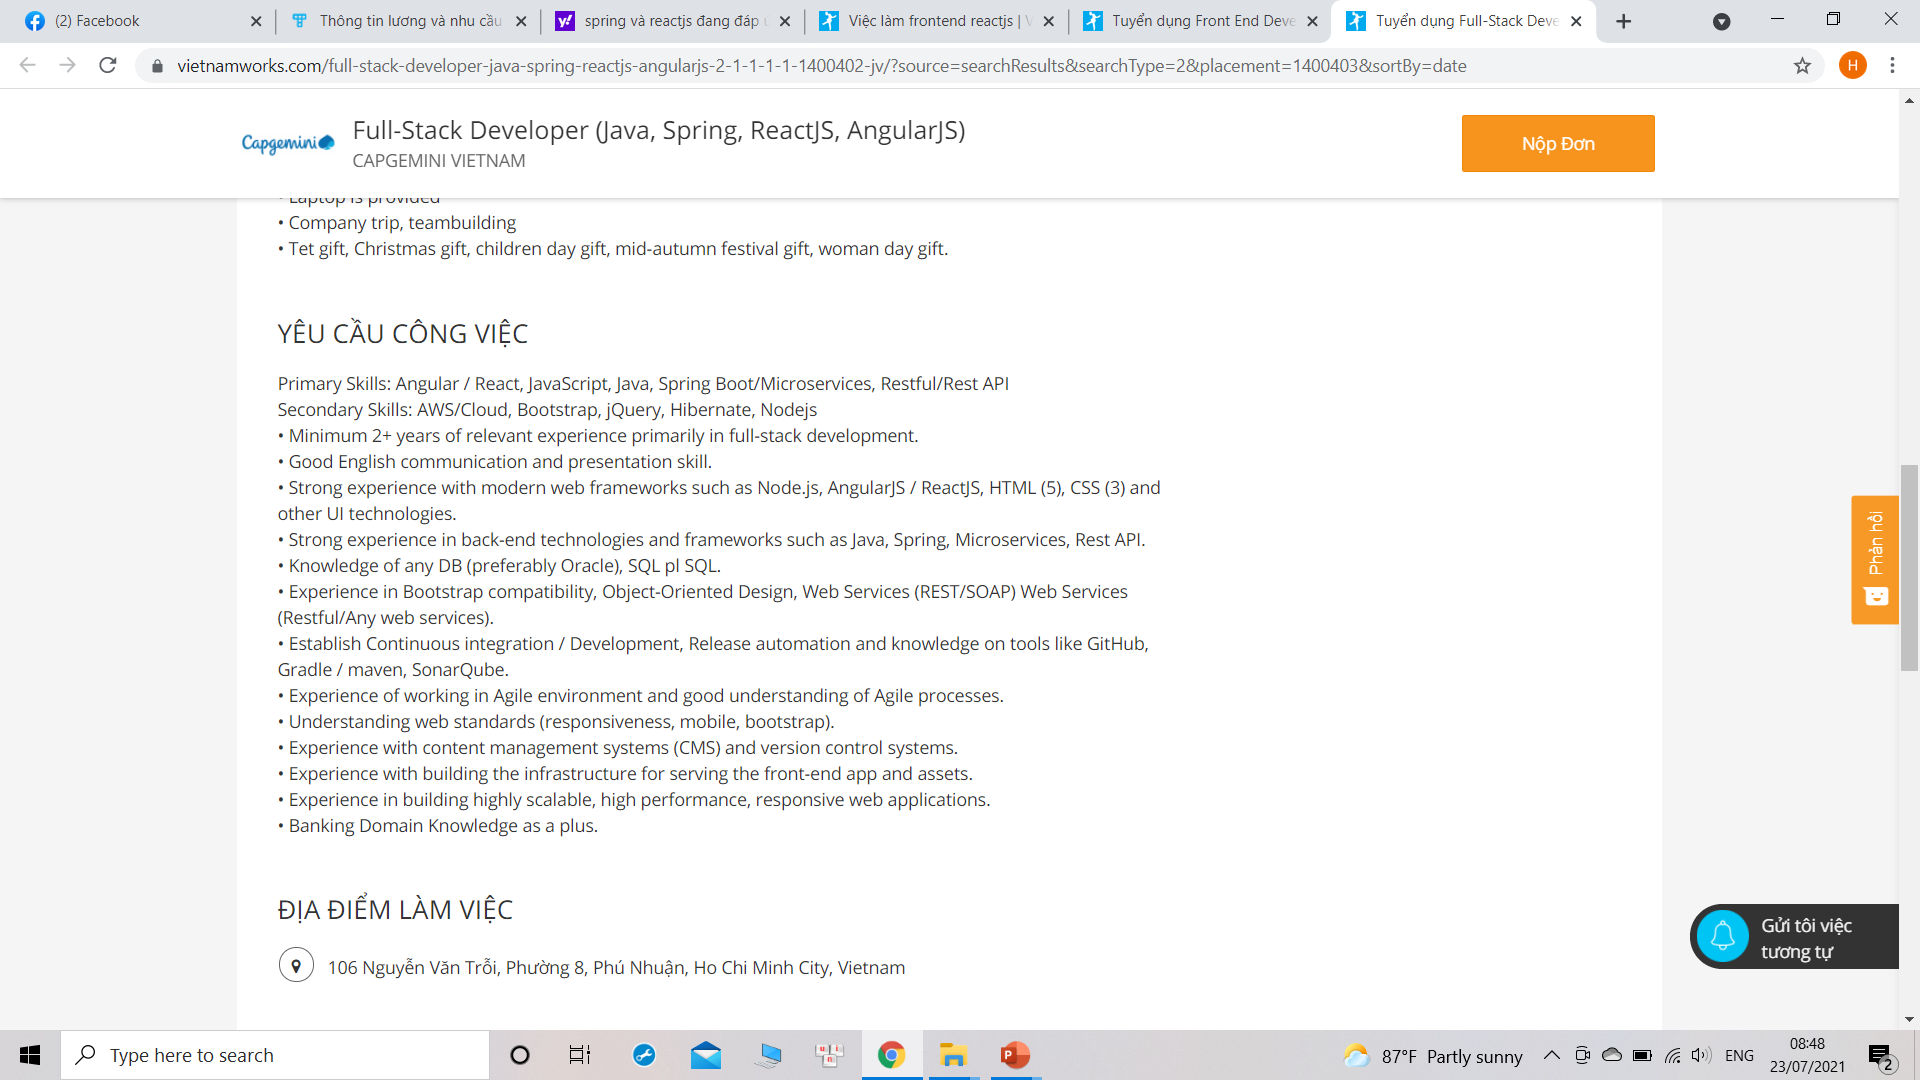 (2) Facebook
Thông tin lương và nhu cầu
spring và reactjs đang đáp
Việc làm frontend reactjs |
Tuyển dụng Front End Deve
Tuyển dụng Full-Stack Deve
vietnamworks.com/full-stack-developer-java-spring-reactjs-angularjs-2-1-1-1-1-1400402-jv/?source=searchResults&searchType=2&placement=1400403&sortBy=date
H
Capgemini
Full-Stack Developer (Java, Spring, ReactJS, AngularJS)
CAPGEMINI VIETNAM
Nộp Đơn
• Laptop is provided
• Company trip, teambuilding
• Tet gift, Christmas gift, children day gift, mid-autumn festival gift, woman day gift.
YÊU CẦU CÔNG VIỆC
Primary Skills: Angular / React, JavaScript, Java, Spring Boot/Microservices, Restful/Rest API
Secondary Skills: AWS/Cloud, Bootstrap, jQuery, Hibernate, Nodejs
• Minimum 2+ years of relevant experience primarily in full-stack development.
• Good English communication and presentation skill.
• Strong experience with modern web frameworks such as Node.js, AngularJS / ReactJS, HTML (5), CSS (3) and
other UI technologies.
• Strong experience in back-end technologies and frameworks such as Java, Spring, Microservices, Rest API.
• Knowledge of any DB (preferably Oracle), SQL pl SQL.
• Experience in Bootstrap compatibility, Object-Oriented Design, Web Services (REST/SOAP) Web Services
(Restful/Any web services).
• Establish Continuous integration / Development, Release automation and knowledge on tools like GitHub,
Gradle / maven, SonarQube.
• Experience of working in Agile environment and good understanding of Agile processes.
• Understanding web standards (responsiveness, mobile, bootstrap).
• Experience with content management systems (CMS) and version control systems.
• Experience with building the infrastructure for serving the front-end app and assets.
• Experience in building highly scalable, high performance, responsive web applications.
• Banking Domain Knowledge as a plus.
Phản hồi
ĐỊA ĐIỂM LÀM VIỆC
106 Nguyễn Văn Trỗi, Phường 8, Phú Nhuận, Ho Chi Minh City, Vietnam
Gửi tôi việc
tương tự
Type here to search
87°F Partly sunny
ENG
08:48
23/07/2021
2